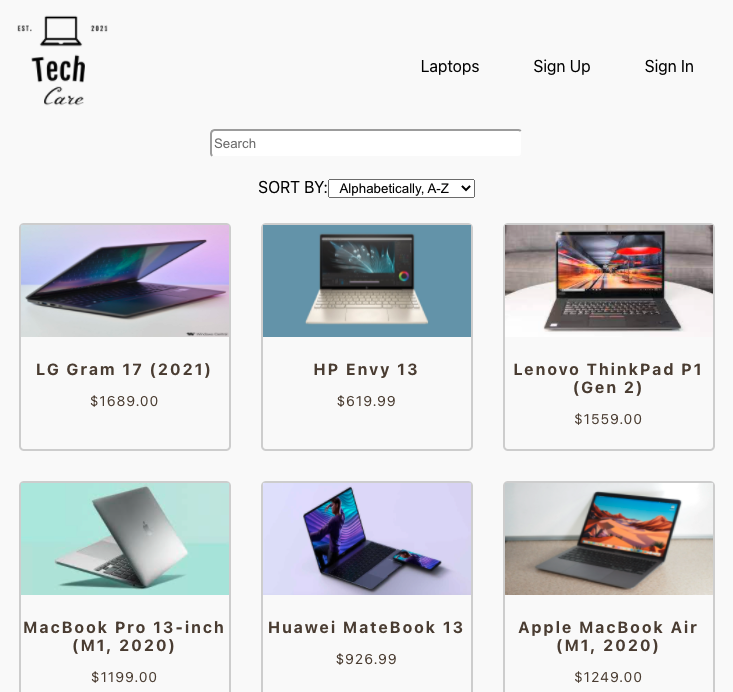 EST. 2021
Tech
Care
Laptops Sign Up Sign In
Search
SORT BY: Alphabetically, A-Z
LG Gram 17 (2021)
$1689.00
HP Envy 13
$619.99
Lenovo ThinkPad P1
(Gen 2)
$1559.00
MacBook Pro 13-inch
(M1, 2020)
$1199.00
Huawei MateBook 13
$926.99
Apple MacBook Air
(M1, 2020)
$1249.00